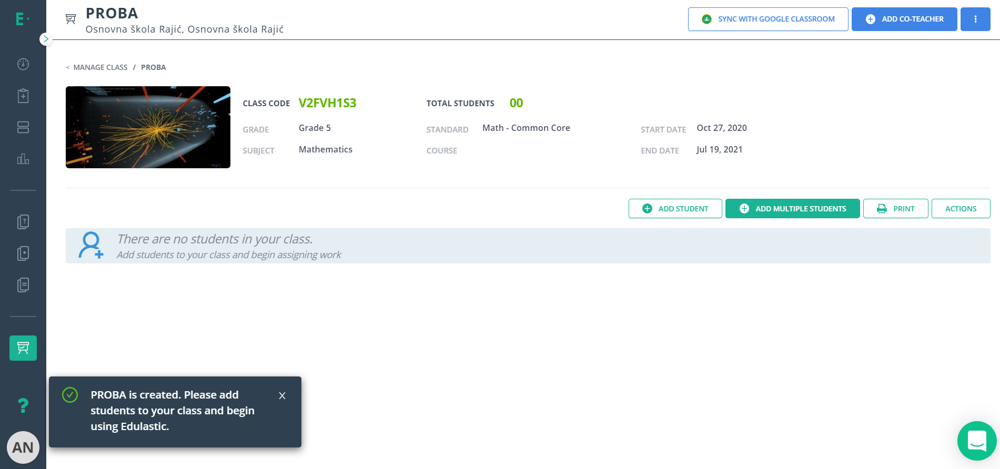 E
PROBA
Osnovna škola Rajić, Osnovna škola Rajić
SYNC WITH GOOGLE CLASSROOM
ADD CO-TEACHER
< MANAGE CLASS / PROBA
CLASS CODE V2FVH1S3
TOTAL STUDENTS 00
GRADE Grade 5
STANDARD Math - Common Core
START DATE Oct 27, 2020
SUBJECT Mathematics
COURSE
END DATE Jul 19, 2021
ADD STUDENT
ADD MULTIPLE STUDENTS
PRINT
ACTIONS
There are no students in your class.
Add students to your class and begin assigning work
PROBA is created. Please add
students to your class and begin
using Edulastic.
X
?
AN